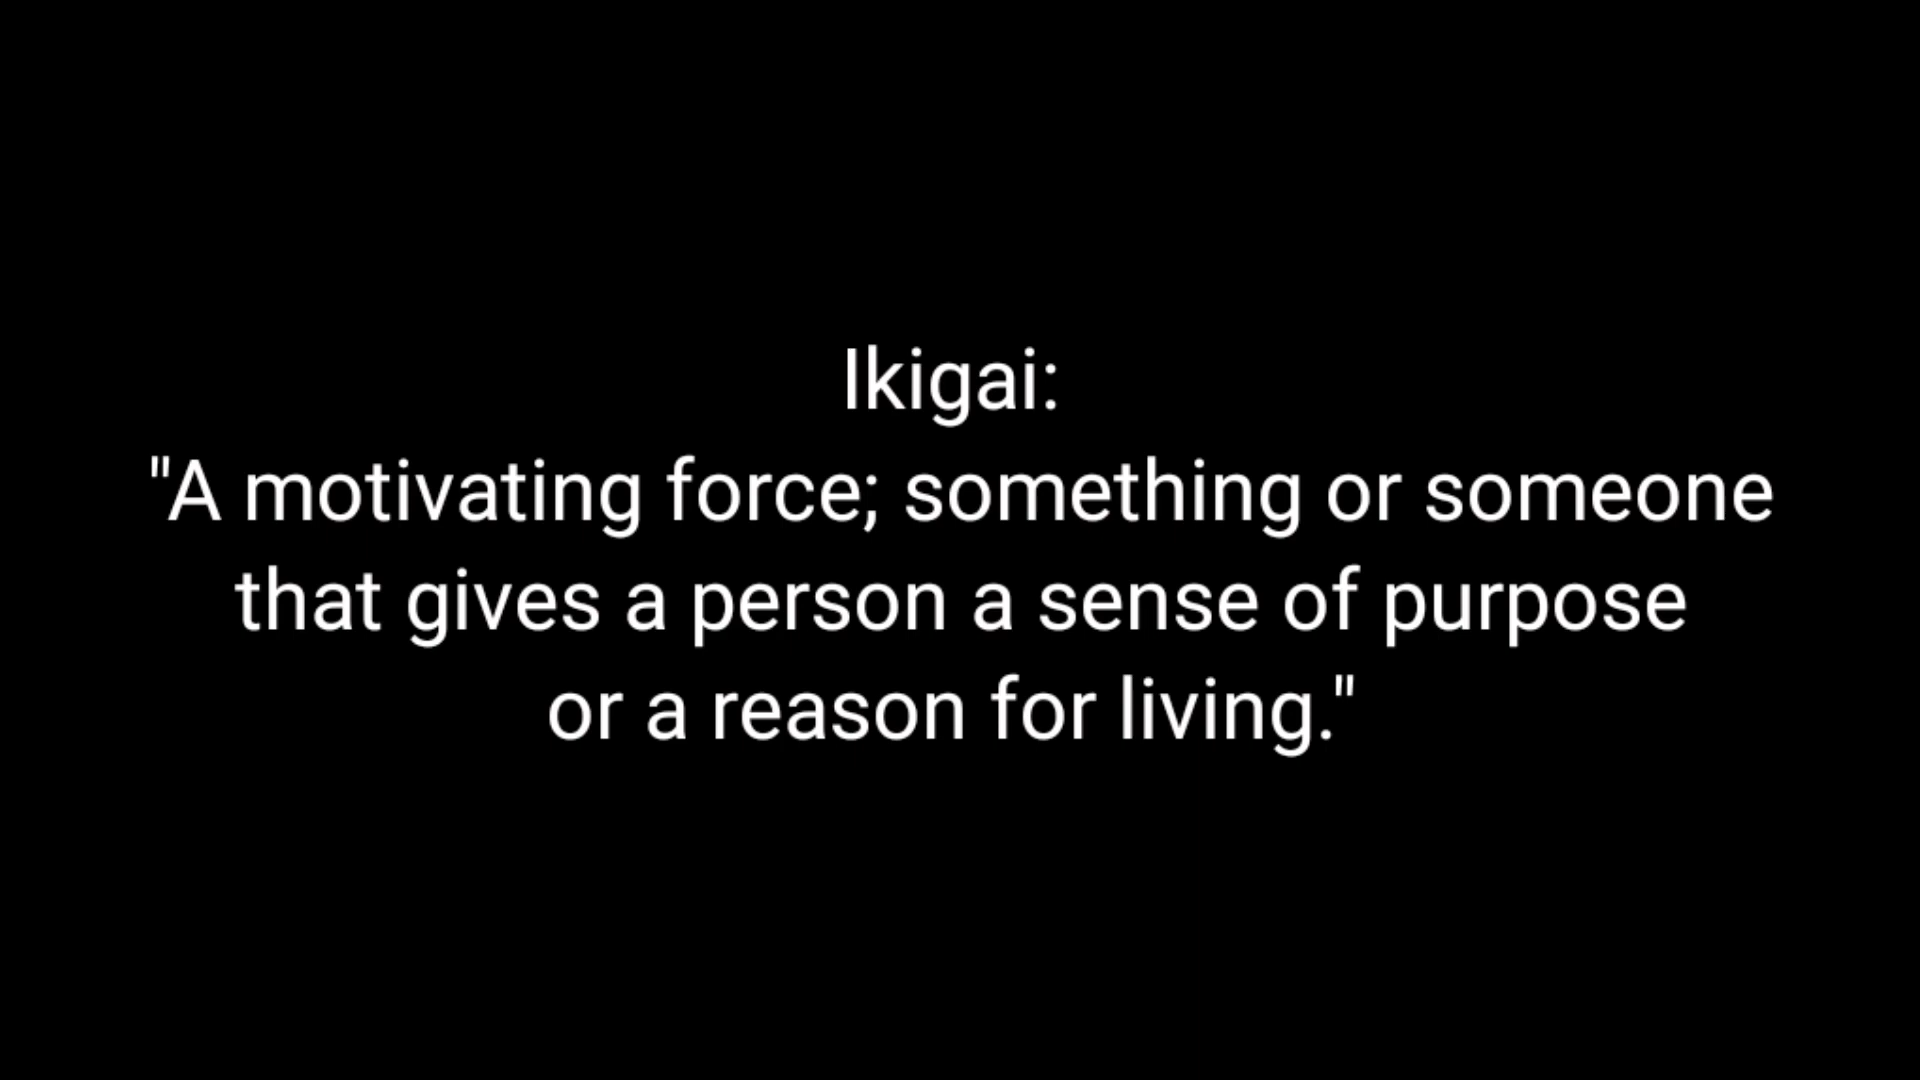 Ikigai:
"A motivating force; something or someone
that gives a person a sense of purpose
or a reason for living."